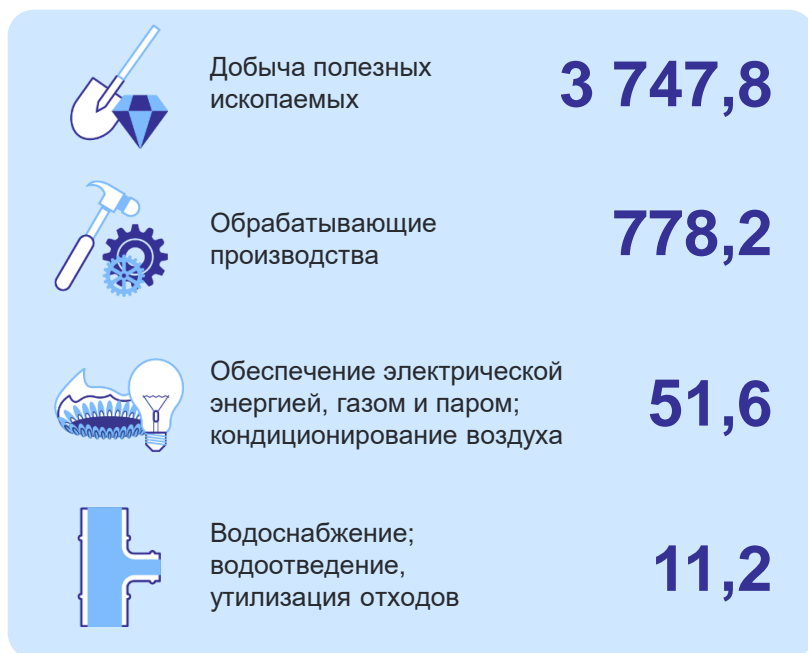 Добыча полезных
ископаемых
3 747,8
Обрабатывающие
производства
778,2
Обеспечение электрической
энергией, газом и паром;
кондиционирование воздуха
51,6
Водоснабжение;
водоотведение,
утилизация отходов
11,2